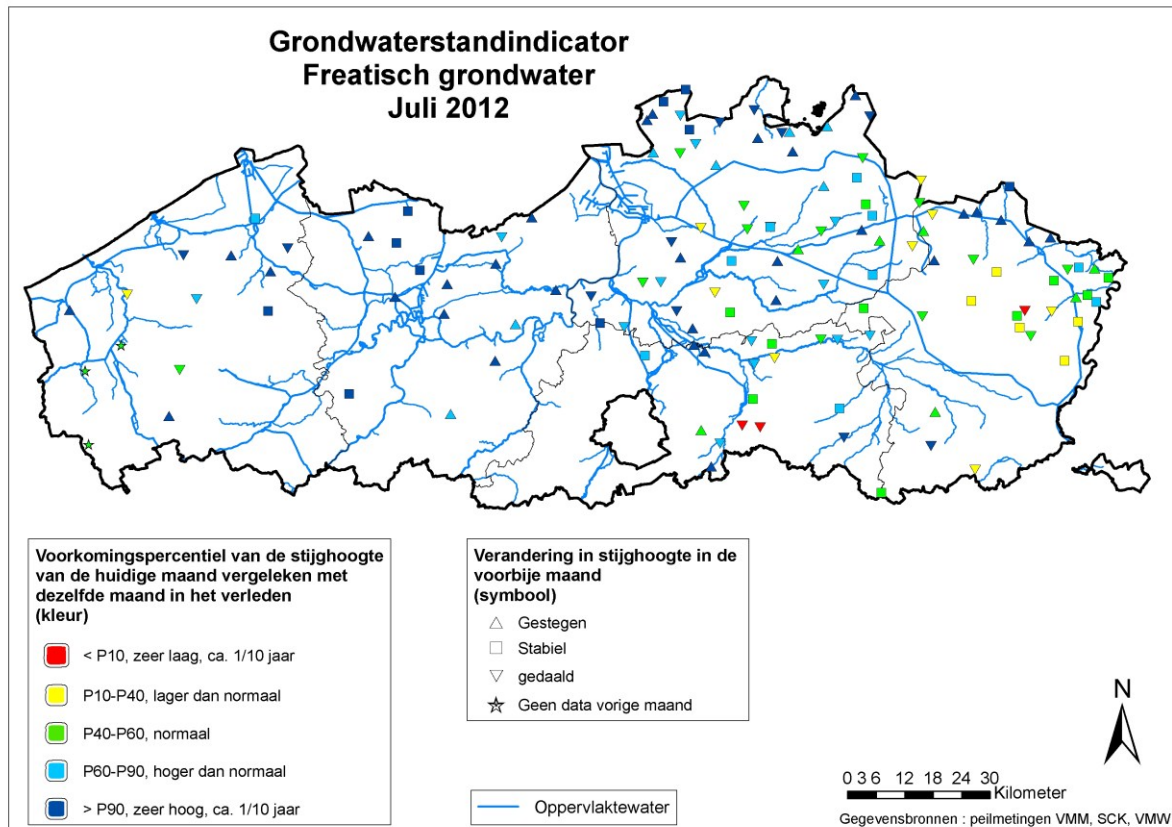 Grondwaterstandindicator
Freatisch grondwater
Juli 2012
Voorkomingspercentiel van de stijghoogte
van de huidige maand vergeleken met
dezelfde maand in het verleden
(kleur)
< P10, zeer laag, ca. 1/10 jaar
P10-P40, lager dan normaal
P40-P60, normaal
P60-P90, hoger dan normaal
> P90, zeer hoog, ca. 1/10 jaar
Verandering in stijghoogte in de
voorbije maand
(symbool)
Gestegen
Stabiel
gedaald
Geen data vorige maand
Oppervlaktewater
N
0 3 6 12 18 24 30
Kilometer
Gegevensbronnen : peilmetingen VMM, SCK, VMW